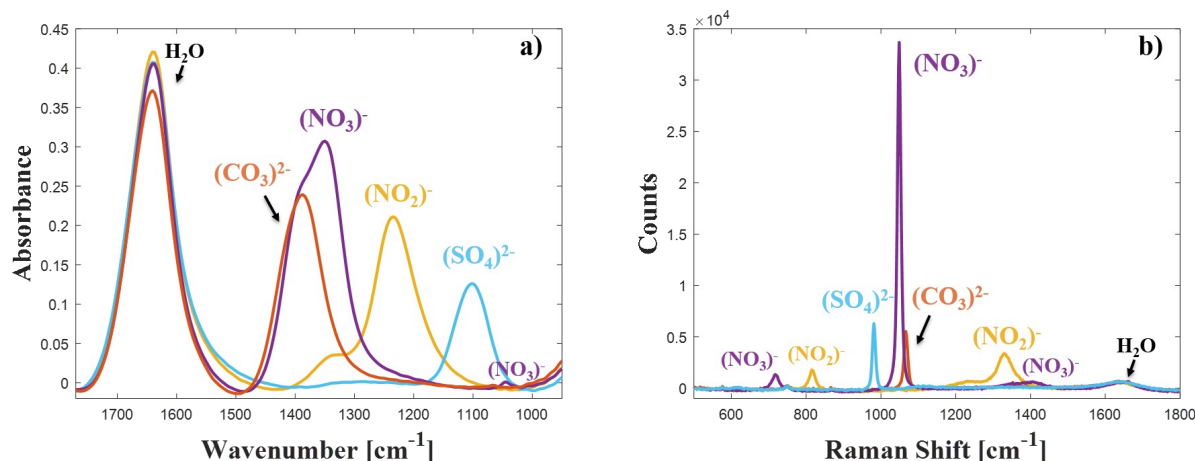 a)
H₂O
(NO₃)⁻
(CO₃)²⁻
(NO₂)⁻
(SO₄)²⁻
(NO₃)⁻
0.45
0.4
0.35
0.3
0.25
0.2
0.15
0.1
0.05
0
Absorbance
1700 1600 1500 1400 1300 1200 1100 1000
Wavenumber [cm⁻¹]
× 10⁴
b)
(NO₃)⁻
(SO₄)²⁻
(CO₃)²⁻
(NO₃)⁻
(NO₂)⁻
(NO₂)⁻
(NO₃)⁻
H₂O
3.5
3
2.5
2
1.5
1
0.5
0
Counts
600 800 1000 1200 1400 1600 1800
Raman Shift [cm⁻¹]